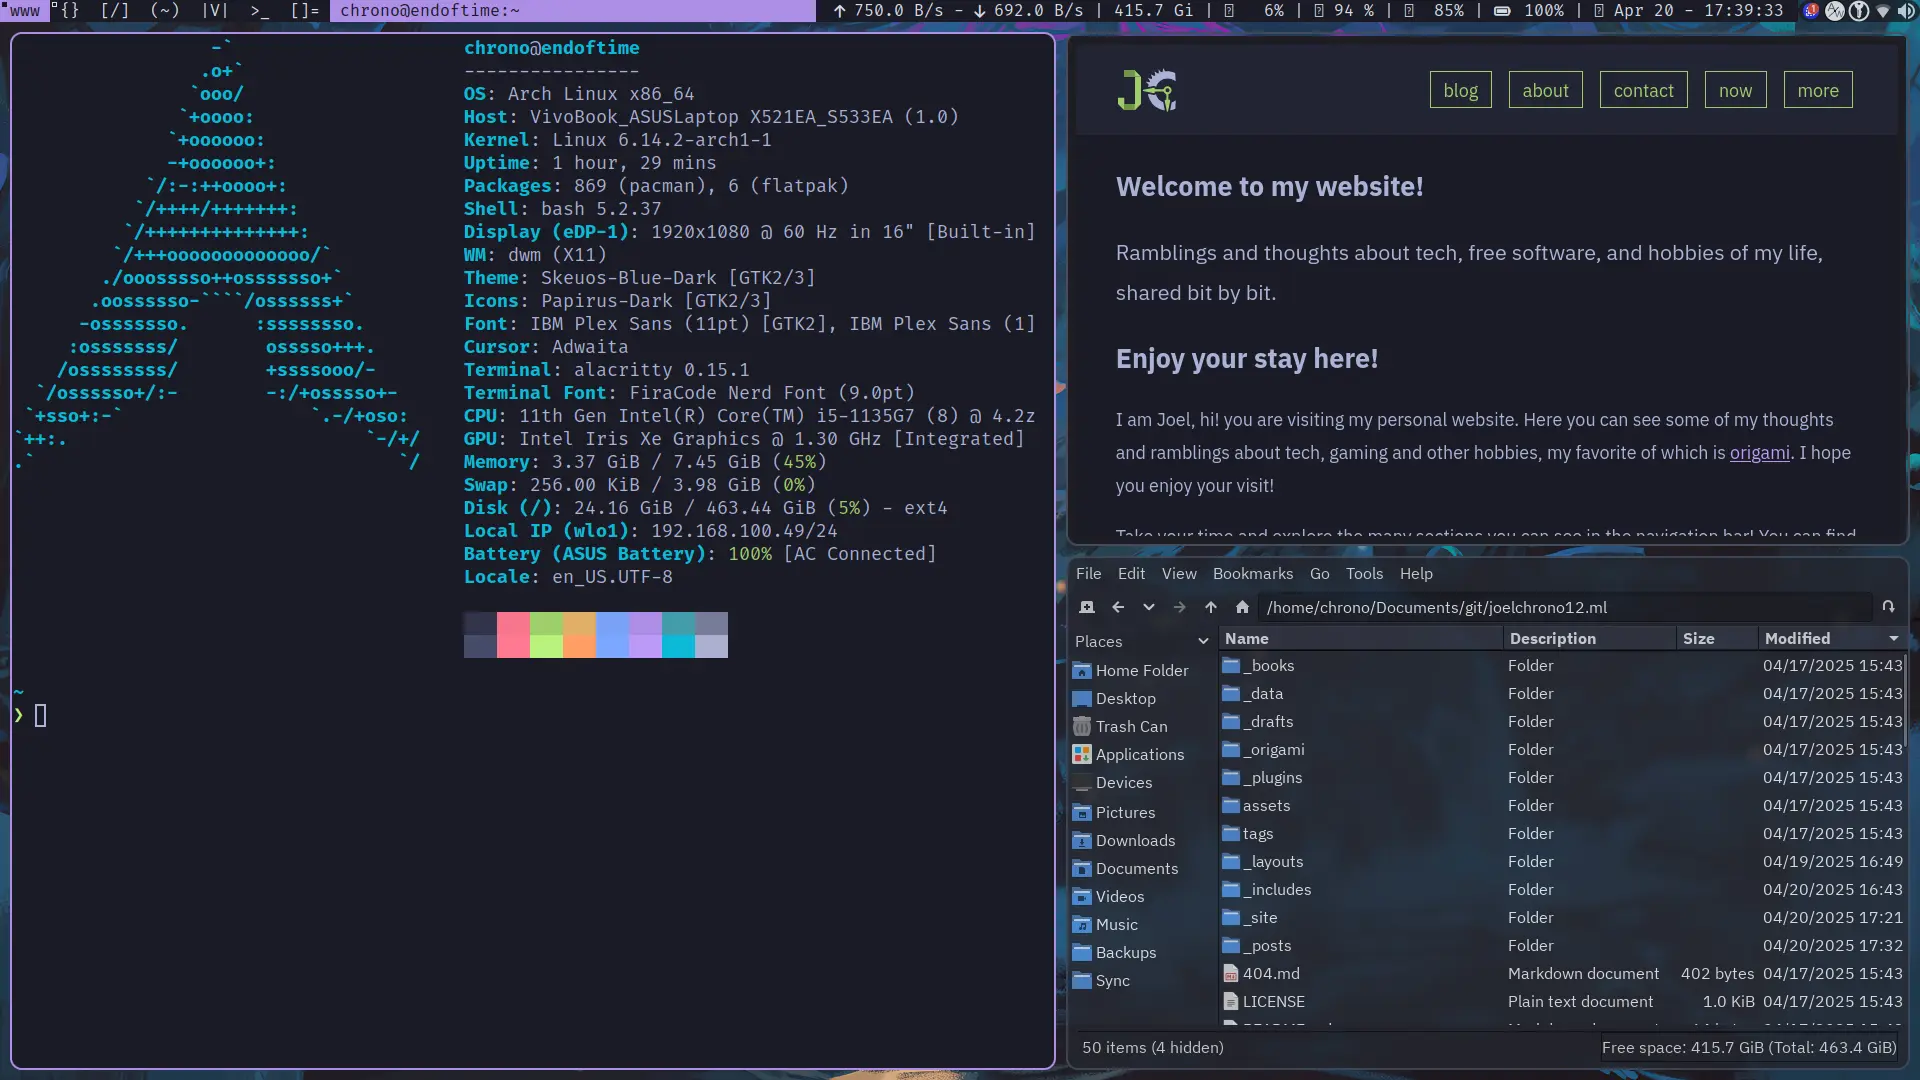 www {} [/] (~) |V| >_ []= chrono@endoftime:~ ↑ 750.0 B/s - ↓ 692.0 B/s | 415.7 Gi | 6% | 94 % | 85% | 100% | Apr 20 - 17:39:33
chrono@endoftime
----------------
OS: Arch Linux x86_64
Host: VivoBook_ASUSLaptop X521EA_S533EA (1.0)
Kernel: Linux 6.14.2-arch1-1
Uptime: 1 hour, 29 mins
Packages: 869 (pacman), 6 (flatpak)
Shell: bash 5.2.37
Display (eDP-1): 1920x1080 @ 60 Hz in 16" [Built-in]
WM: dwm (X11)
Theme: Skeuos-Blue-Dark [GTK2/3]
Icons: Papirus-Dark [GTK2/3]
Font: IBM Plex Sans (11pt) [GTK2], IBM Plex Sans (1]
Cursor: Adwaita
Terminal: alacritty 0.15.1
Terminal Font: FiraCode Nerd Font (9.0pt)
CPU: 11th Gen Intel(R) Core(TM) i5-1135G7 (8) @ 4.2z
GPU: Intel Iris Xe Graphics @ 1.30 GHz [Integrated]
Memory: 3.37 GiB / 7.45 GiB (45%)
Swap: 256.00 KiB / 3.98 GiB (0%)
Disk (/): 24.16 GiB / 463.44 GiB (5%) - ext4
Local IP (wlo1): 192.168.100.49/24
Battery (ASUS Battery): 100% [AC Connected]
Locale: en_US.UTF-8
~
❯
JC
blog about contact now more
Welcome to my website!
Ramblings and thoughts about tech, free software, and hobbies of my life,
shared bit by bit.
Enjoy your stay here!
I am Joel, hi! you are visiting my personal website. Here you can see some of my thoughts
and ramblings about tech, gaming and other hobbies, my favorite of which is origami. I hope
you enjoy your visit!
Take your time and explore the many sections you can see in the navigation bar! You can find
File Edit View Bookmarks Go Tools Help
/home/chrono/Documents/git/joelchrono12.ml
Places
Home Folder
Desktop
Trash Can
Applications
Devices
Pictures
Downloads
Documents
Videos
Music
Backups
Sync
Name Description Size Modified
_books Folder 04/17/2025 15:43
_data Folder 04/17/2025 15:43
_drafts Folder 04/17/2025 15:43
_origami Folder 04/17/2025 15:43
_plugins Folder 04/17/2025 15:43
assets Folder 04/17/2025 15:43
tags Folder 04/17/2025 15:43
_layouts Folder 04/19/2025 16:49
_includes Folder 04/20/2025 16:43
_site Folder 04/20/2025 17:21
_posts Folder 04/20/2025 17:32
404.md Markdown document 402 bytes 04/17/2025 15:43
LICENSE Plain text document 1.0 KiB 04/17/2025 15:43
50 items (4 hidden) Free space: 415.7 GiB (Total: 463.4 GiB)